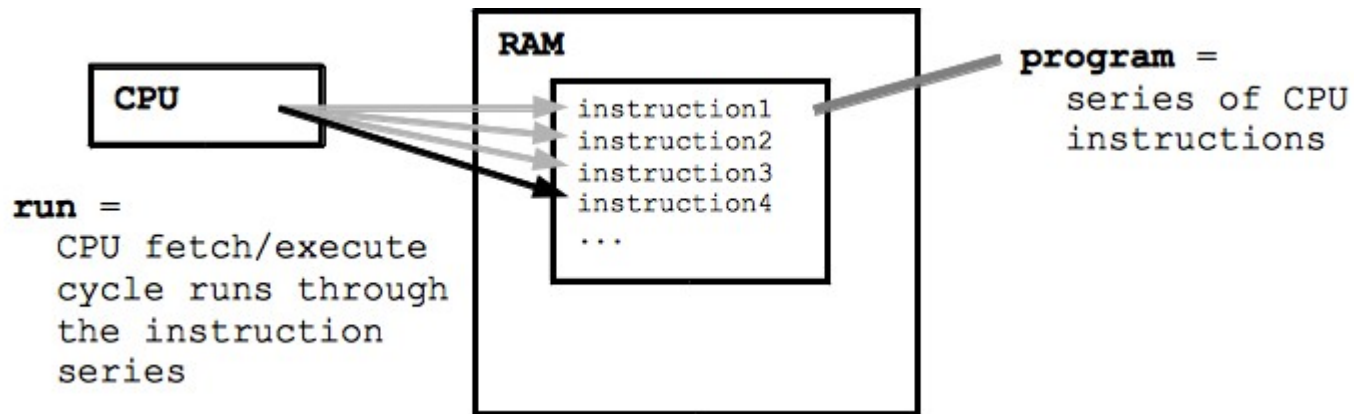 CPU
run =
CPU fetch/execute
cycle runs through
the instruction
series
RAM
instruction1
instruction2
instruction3
instruction4
...
program =
series of CPU
instructions